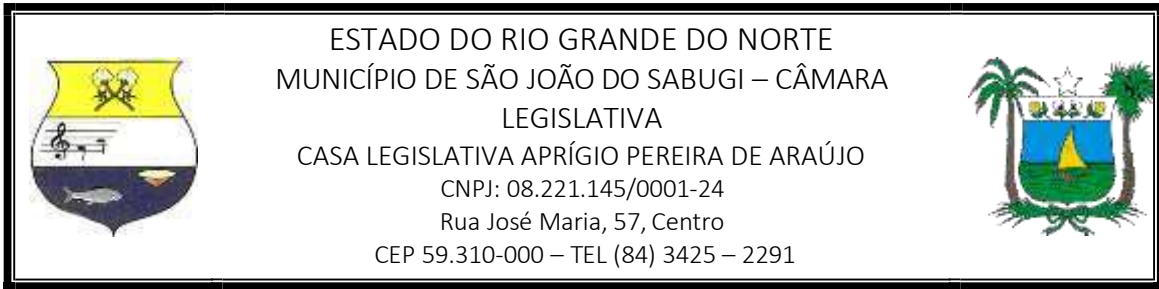 ESTADO DO RIO GRANDE DO NORTE
MUNICÍPIO DE SÃO JOÃO DO SABUGI – CÂMARA
LEGISLATIVA
CASA LEGISLATIVA APRÍGIO PEREIRA DE ARAÚJO
CNPJ: 08.221.145/0001-24
Rua José Maria, 57, Centro
CEP 59.310-000 – TEL (84) 3425 – 2291